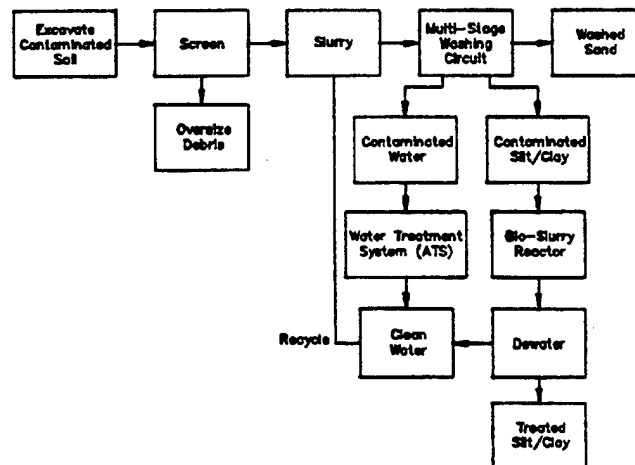 Excavate
Contaminated
Soil
Screen
Slurry
Multi-Stage
Washing
Circuit
Washed
Sand
Oversize
Debris
Contaminated
Water
Contaminated
Silt/Clay
Water Treatment
System (ATS)
Bio-Slurry
Reactor
Recycle
Clean
Water
Dewater
Treated
Silt/Clay